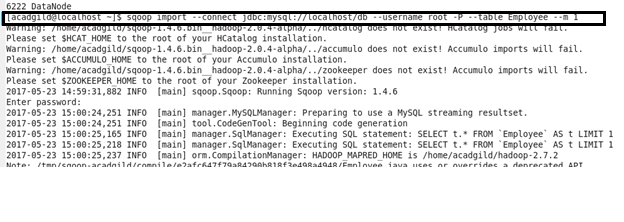 6222 DataNode
[acadgild@localhost ~]$ sqoop import --connect jdbc:mysql://localhost/db --username root -P --table Employee --m 1
Warning: /home/acadgild/sqoop-1.4.6.bin__hadoop-2.0.4-alpha/../hcatalog does not exist! HCatalog jobs will fail.
Please set $HCAT_HOME to the root of your HCatalog installation.
Warning: /home/acadgild/sqoop-1.4.6.bin__hadoop-2.0.4-alpha/../accumulo does not exist! Accumulo imports will fail.
Please set $ACCUMULO_HOME to the root of your Accumulo installation.
Warning: /home/acadgild/sqoop-1.4.6.bin__hadoop-2.0.4-alpha/../zookeeper does not exist! Accumulo imports will fail.
Please set $ZOOKEEPER_HOME to the root of your Zookeeper installation.
2017-05-23 14:59:31,882 INFO [main] sqoop.Sqoop: Running Sqoop version: 1.4.6
Enter password:
2017-05-23 15:00:24,251 INFO [main] manager.MySQLManager: Preparing to use a MySQL streaming resultset.
2017-05-23 15:00:24,251 INFO [main] tool.CodeGenTool: Beginning code generation
2017-05-23 15:00:25,165 INFO [main] manager.SqlManager: Executing SQL statement: SELECT t.* FROM `Employee` AS t LIMIT 1
2017-05-23 15:00:25,218 INFO [main] manager.SqlManager: Executing SQL statement: SELECT t.* FROM `Employee` AS t LIMIT 1
2017-05-23 15:00:25,237 INFO [main] orm.CompilationManager: HADOOP_MAPRED_HOME is /home/acadgild/hadoop-2.7.2
Note: uses or overrides a deprecated API